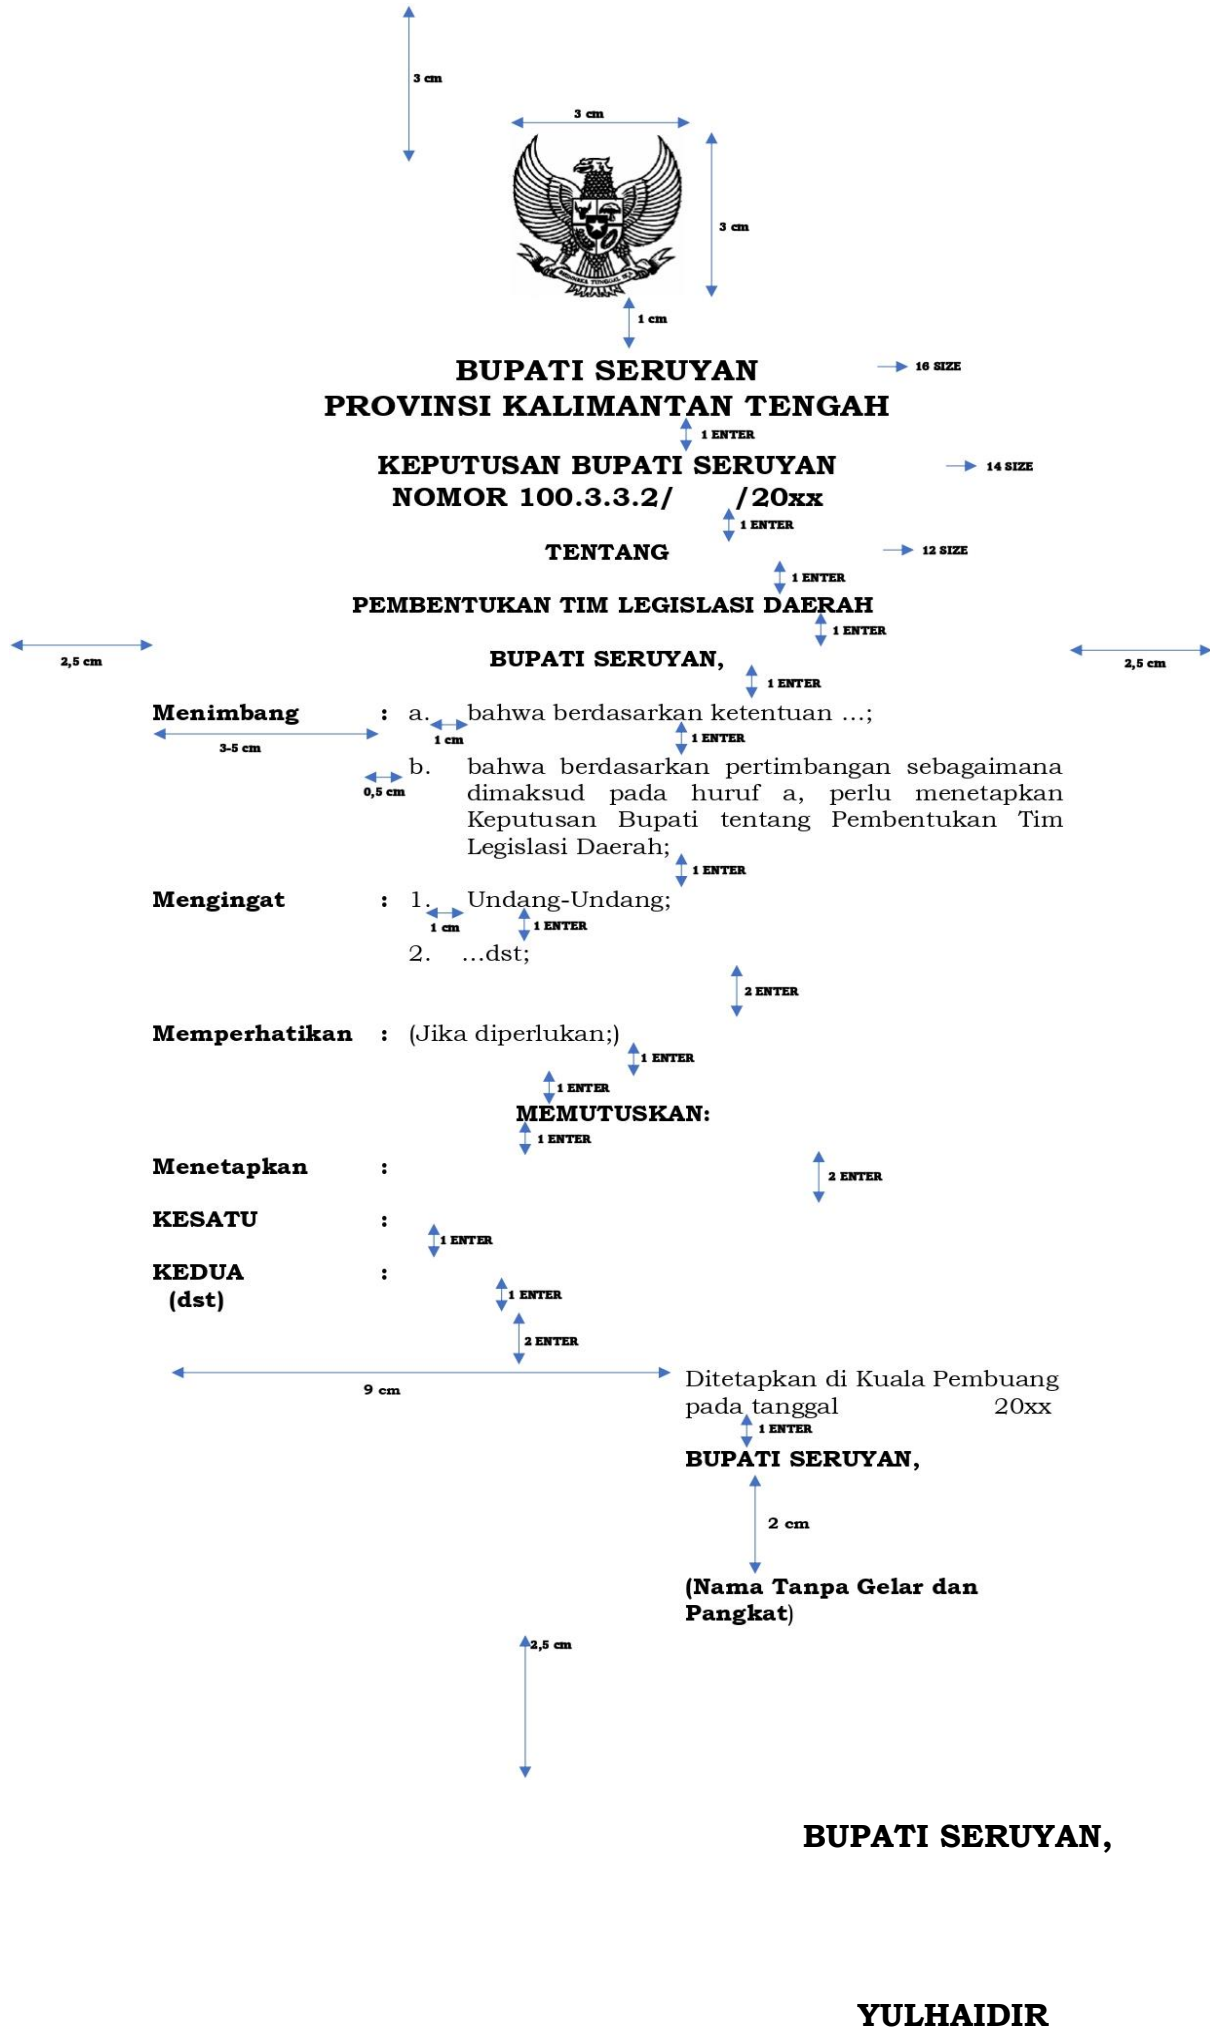 3 cm
3 cm
3 cm
BHINNEKA TUNGGAL IKA
1 cm
BUPATI SERUYAN 16 SIZE
PROVINSI KALIMANTAN TENGAH
1 ENTER
KEPUTUSAN BUPATI SERUYAN 14 SIZE
NOMOR 100.3.3.2/ /20xx
1 ENTER
TENTANG 12 SIZE
1 ENTER
PEMBENTUKAN TIM LEGISLASI DAERAH
1 ENTER
2,5 cm BUPATI SERUYAN, 2,5 cm
1 ENTER
Menimbang : a. bahwa berdasarkan ketentuan ...;
3-5 cm 1 cm 1 ENTER
b. bahwa berdasarkan pertimbangan sebagaimana
0,5 cm dimaksud pada huruf a, perlu menetapkan
Keputusan Bupati tentang Pembentukan Tim
Legislasi Daerah;
1 ENTER
Mengingat : 1. Undang-Undang;
1 cm 1 ENTER
2. ...dst;
2 ENTER
Memperhatikan : (Jika diperlukan;)
1 ENTER
1 ENTER
MEMUTUSKAN:
1 ENTER
Menetapkan :
2 ENTER
KESATU :
1 ENTER
KEDUA :
(dst) 1 ENTER
2 ENTER
9 cm
Ditetapkan di Kuala Pembuang
pada tanggal 20xx
1 ENTER
BUPATI SERUYAN,
2 cm
(Nama Tanpa Gelar dan
Pangkat)
2,5 cm
BUPATI SERUYAN,
YULHAIDIR